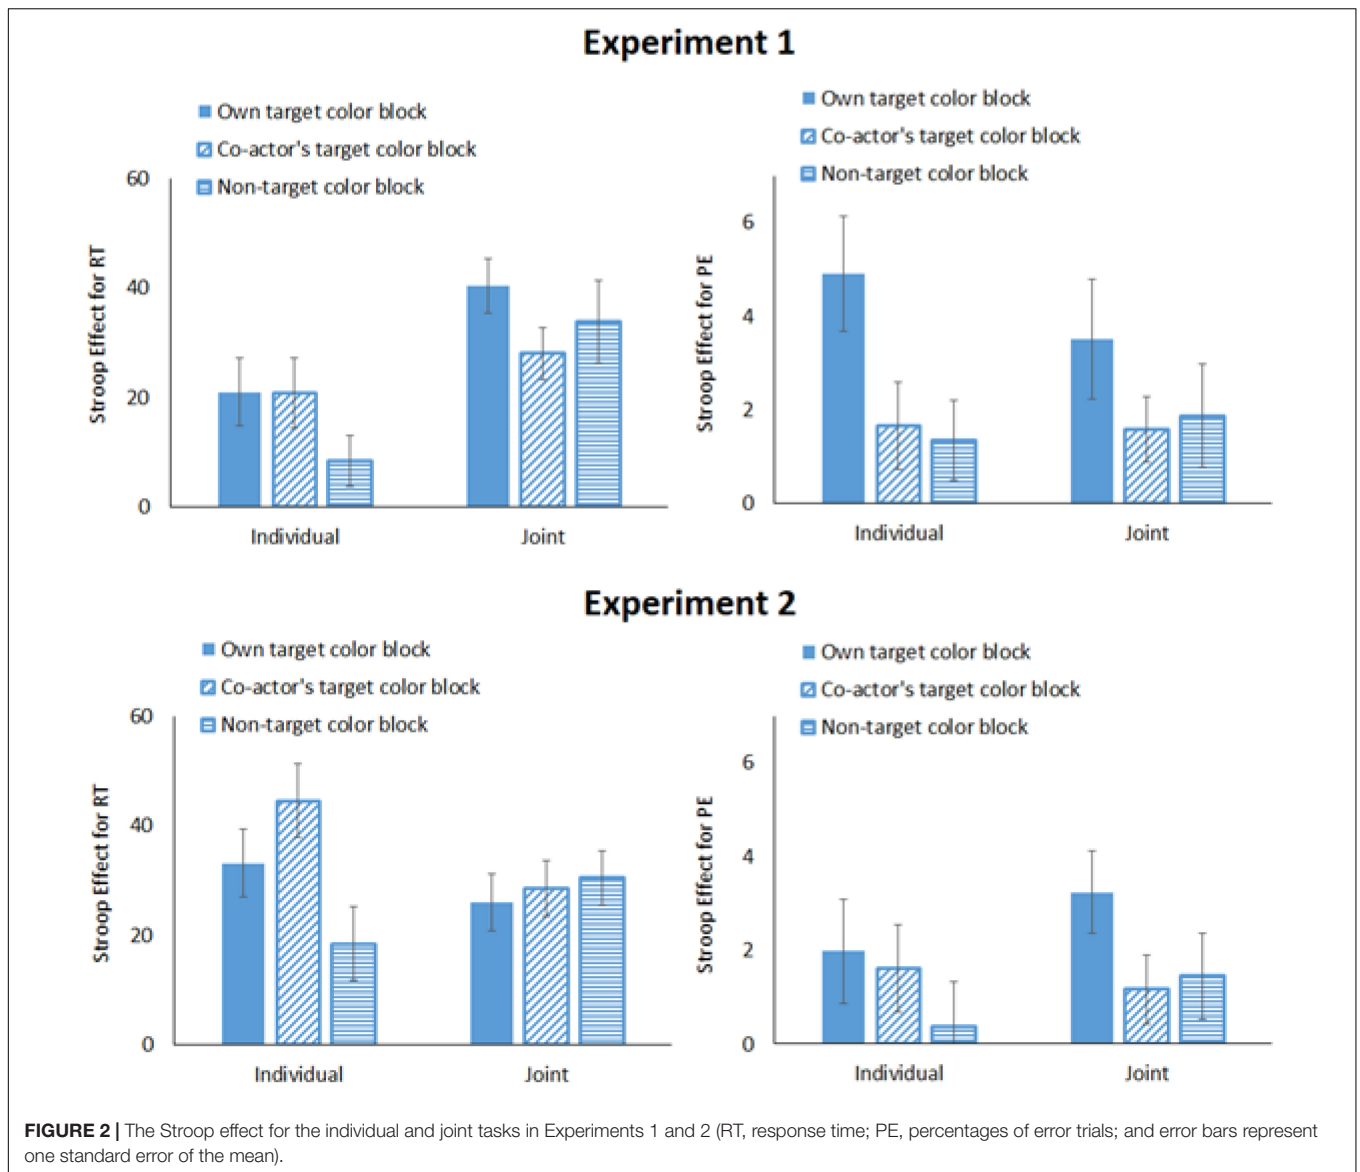 Experiment 1
Own target color block
Co-actor's target color block
Non-target color block
60
40
20
0
Stroop Effect for RT
Individual
Joint
Own target color block
Co-actor's target color block
Non-target color block
6
4
2
0
Stroop Effect for PE
Individual
Joint
Experiment 2
Own target color block
Co-actor's target color block
Non-target color block
60
40
20
0
Stroop Effect for RT
Individual
Joint
Own target color block
Co-actor's target color block
Non-target color block
6
4
2
0
Stroop Effect for PE
Individual
Joint
FIGURE 2 | The Stroop effect for the individual and joint tasks in Experiments 1 and 2 (RT, response time; PE, percentages of error trials; and error bars represent
one standard error of the mean).